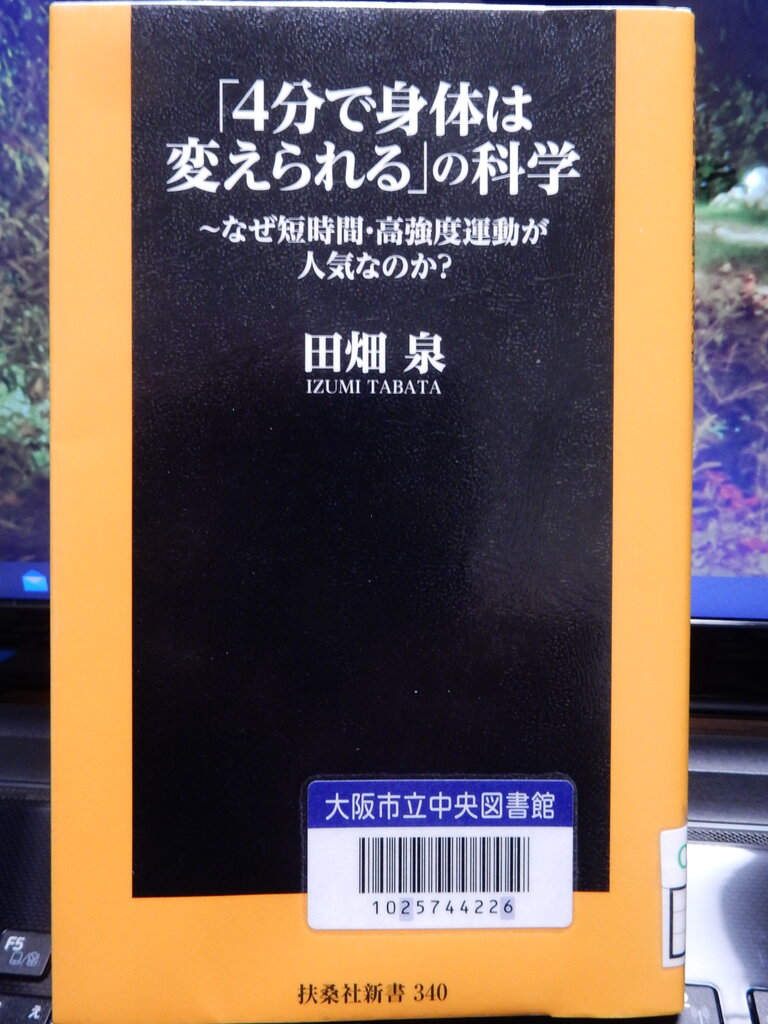 「4分で身体は
変えられる」の科学
~なぜ短時間・高強度運動が
人気なのか?
田畑 泉
IZUMI TABATA
大阪市立中央図書館
1025744226
扶桑社新書 340
F5
え